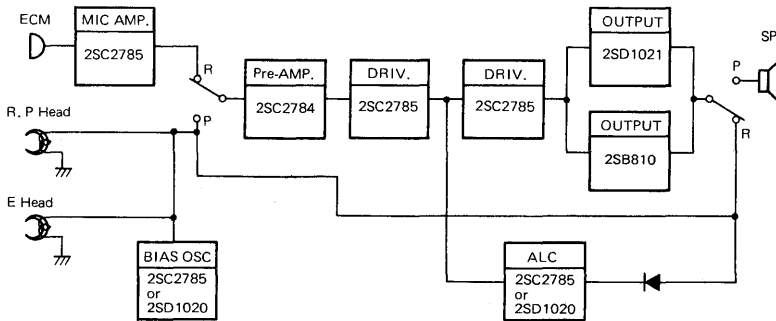 ECM
MIC AMP.
2SC2785
R
P
Pre-AMP.
2SC2784
DRIV.
2SC2785
DRIV.
2SC2785
OUTPUT
2SD1021
OUTPUT
2SB810
SP
P
R
R, P Head
E Head
BIAS OSC
2SC2785
or
2SD1020
ALC
2SC2785
or
2SD1020